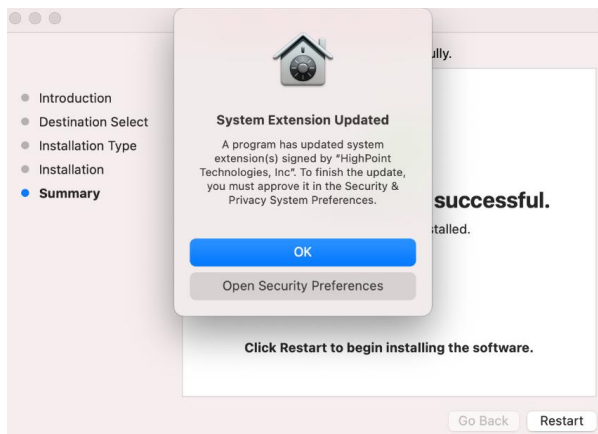 ully.
Introduction
Destination Select
Installation Type
Installation
Summary
System Extension Updated
A program has updated system
extension(s) signed by "HighPoint
Technologies, Inc". To finish the update,
you must approve it in the Security &
Privacy System Preferences.
OK
Open Security Preferences
successful.
stalled.
Click Restart to begin installing the software.
Go Back
Restart